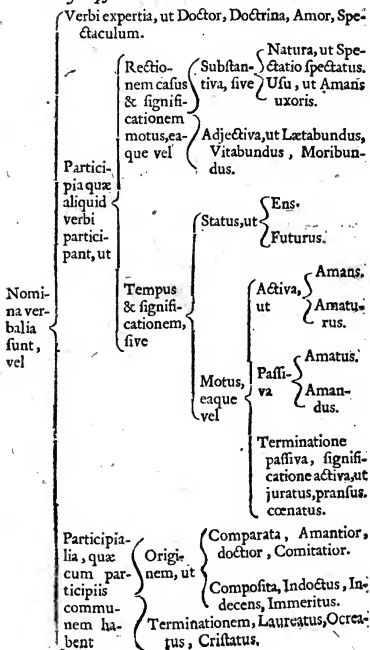 Verbi expertia, ut Doctor, Doctrina, Amor, Spe-
ctaculum.
Nomi-
na ver-
balia
sunt,
vel
Partici-
pia quæ
aliquid
verbi
partici-
pant, ut
Rectio-
nem casus
& signifi-
cationem
motus, ea-
que vel
Substan-
tiva, sive
Natura, ut Spe-
ctatio spectatus.
Usu, ut Amans
uxoris.
Adjectiva, ut Lætabundus,
Vitabundus, Moribun-
dus.
Tempus
& signifi-
cationem,
sive
Status, ut
Ens.
Futurus.
Motus,
eaque
vel
Activa,
ut
Amans.
Amatu-
rus.
Passi-
va
Amatus.
Aman-
dus.
Terminatione
passiva, signifi-
catione activa, ut
juratus, pransus.
cœnatus.
Participia-
lia, quæ
cum par-
ticipiis
commu-
nem ha-
bent
Origi-
nem, ut
Comparata, Amantior,
doctior, Comitatior.
Composita, Indoctus, In-
decens, Immeritus.
Terminationem, Laureatus, Ocrea-
tus, Cristatus.